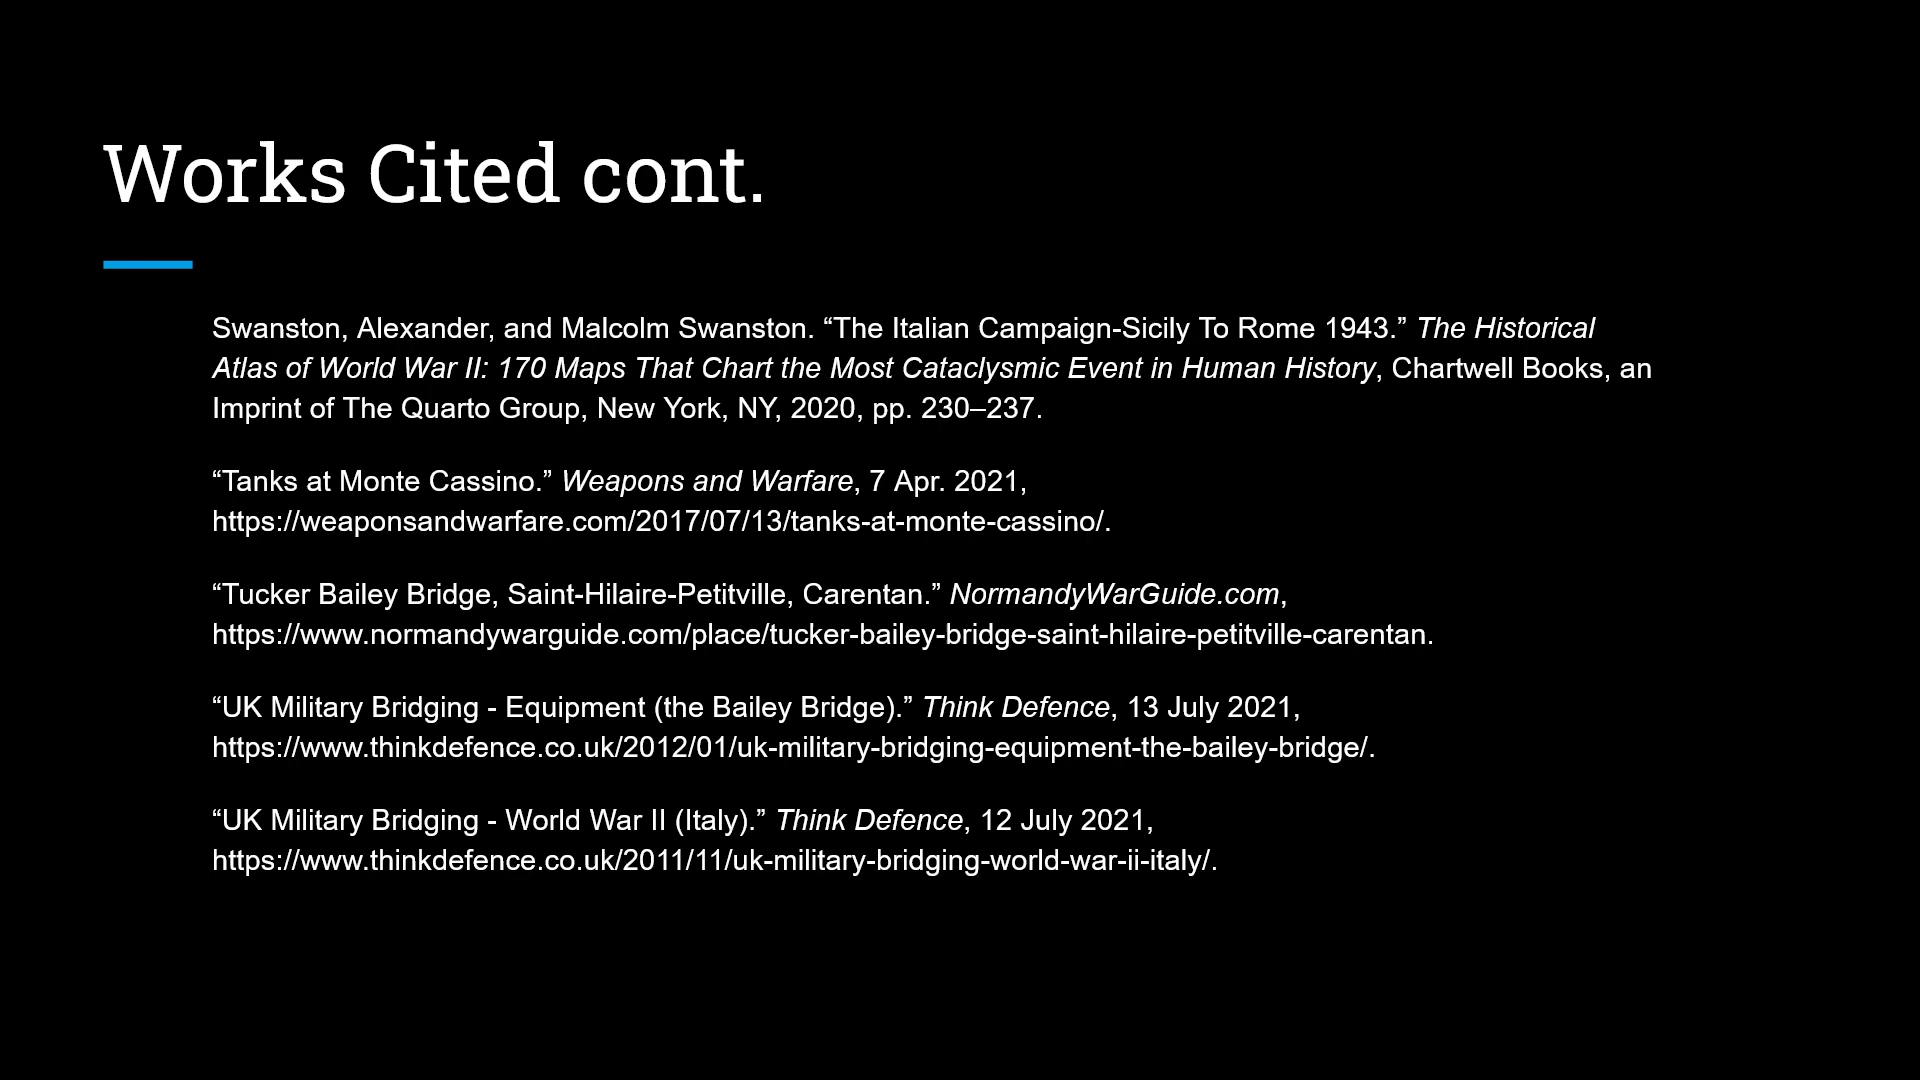 Works Cited cont.
Swanston, Alexander, and Malcolm Swanston. “The Italian Campaign-Sicily To Rome 1943.” The Historical
Atlas of World War II: 170 Maps That Chart the Most Cataclysmic Event in Human History, Chartwell Books, an
Imprint of The Quarto Group, New York, NY, 2020, pp. 230–237.
“Tanks at Monte Cassino.” Weapons and Warfare, 7 Apr. 2021,
https://weaponsandwarfare.com/2017/07/13/tanks-at-monte-cassino/.
“Tucker Bailey Bridge, Saint-Hilaire-Petitville, Carentan.” NormandyWarGuide.com,
https://www.normandywarguide.com/place/tucker-bailey-bridge-saint-hilaire-petitville-carentan.
“UK Military Bridging - Equipment (the Bailey Bridge).” Think Defence, 13 July 2021,
https://www.thinkdefence.co.uk/2012/01/uk-military-bridging-equipment-the-bailey-bridge/.
“UK Military Bridging - World War II (Italy).” Think Defence, 12 July 2021,
https://www.thinkdefence.co.uk/2011/11/uk-military-bridging-world-war-ii-italy/.